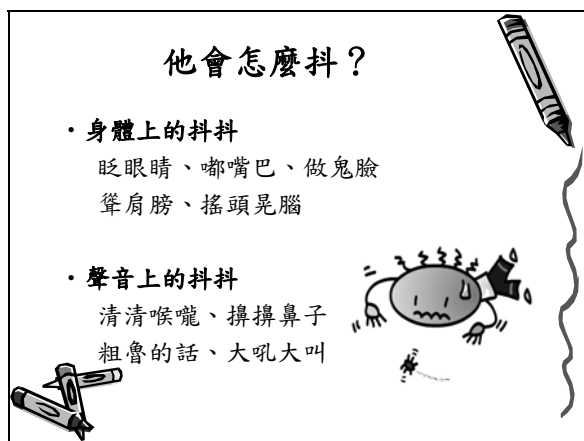 他會怎麼抖？
・身體上的抖抖
眨眼睛、嘟嘴巴、做鬼臉
聳肩膀、搖頭晃腦
・聲音上的抖抖
清清喉嚨、擤擤鼻子
粗魯的話、大吼大叫